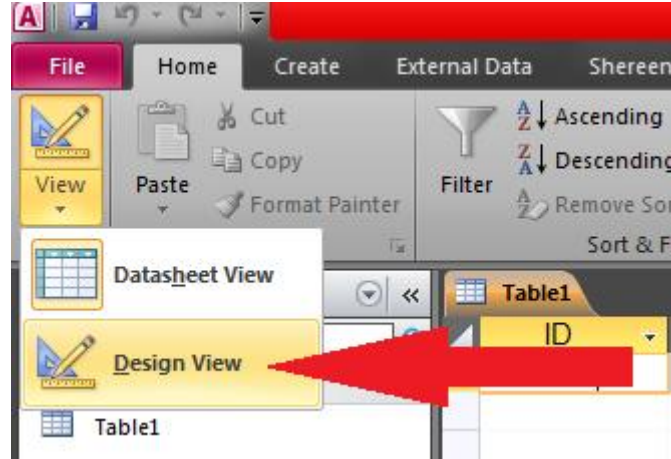 A
File Home Create External Data Shereen
View Paste Cut Copy Format Painter
Filter Ascending Descending Remove Sor
Sort & F
Datasheet View
Design View
Table1
ID
Table1